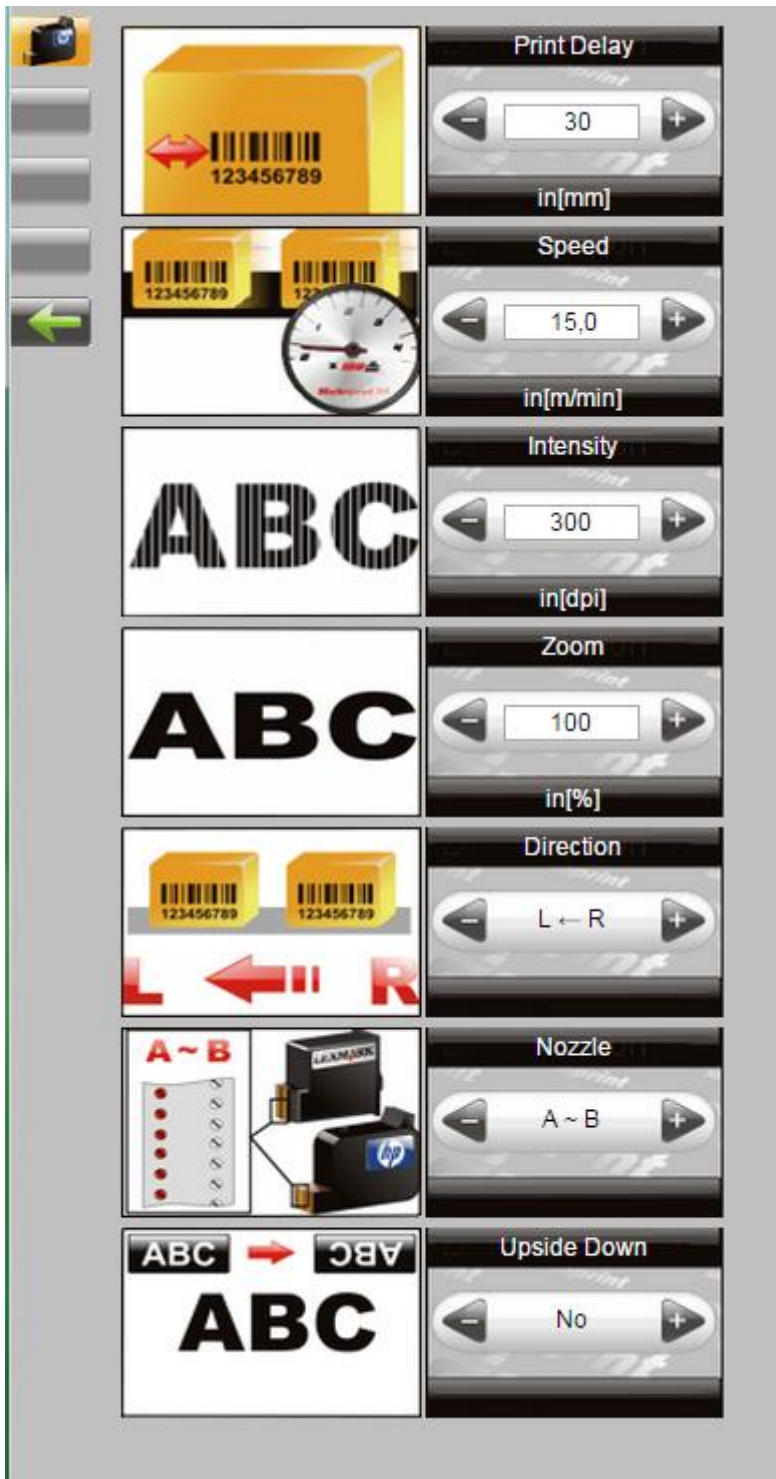 Print Delay
123456789
30
in[mm]
Speed
123456789
123456789
15,0
in[m/min]
Intensity
ABC
300
in[dpi]
Zoom
ABC
100
in[%]
Direction
123456789
123456789
L ← R
L R
Nozzle
A ~ B
LEXMARK
hp
A ~ B
Upside Down
ABC
ABC
ABC
No